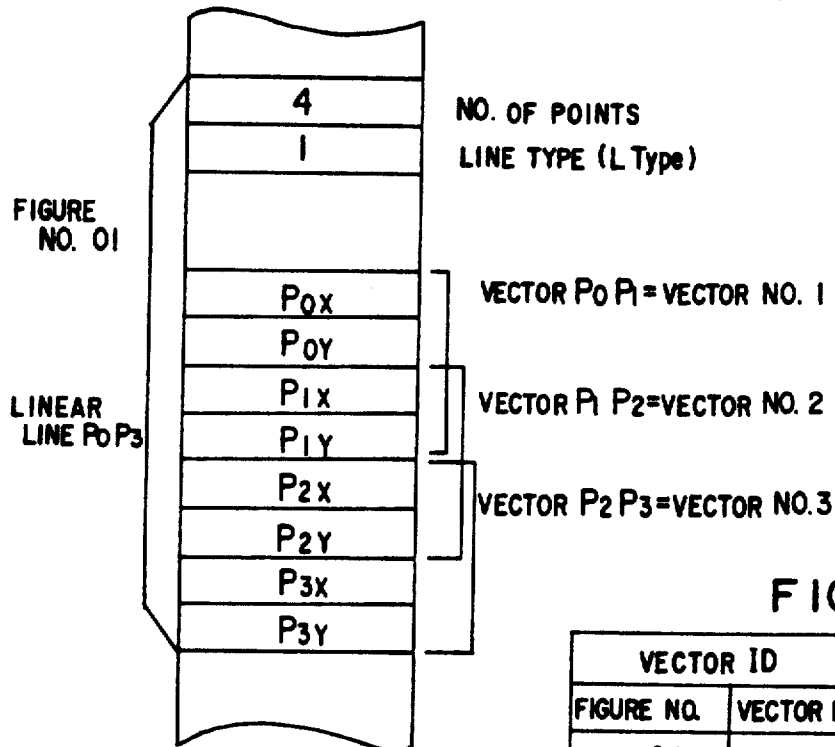 4
NO. OF POINTS
1
LINE TYPE (L Type)
FIGURE
NO. 01
P0X
VECTOR P0 P1 = VECTOR NO. 1
P0Y
P1X
VECTOR P1 P2 = VECTOR NO. 2
LINEAR
LINE P0 P3
P1Y
P2X
VECTOR P2 P3 = VECTOR NO. 3
P2Y
P3X
P3Y
VECTOR ID
FIGURE NO.
VECTOR